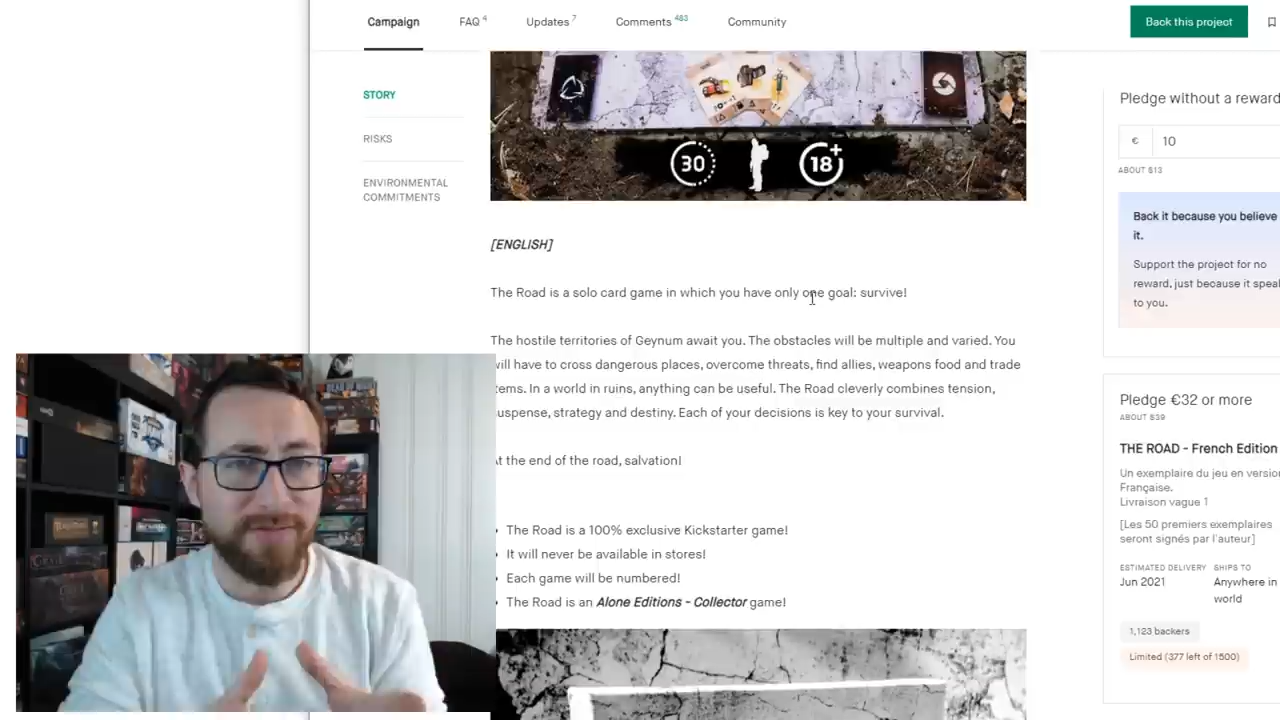 Campaign
FAQ 4
Updates 7
Comments 483
Community
Back this project
STORY
RISKS
ENVIRONMENTAL
COMMITMENTS
30
18+
[ENGLISH]
The Road is a solo card game in which you have only one goal: survive!
The hostile territories of Geynum await you. The obstacles will be multiple and varied. You
will have to cross dangerous places, overcome threats, find allies, weapons food and trade
items. In a world in ruins, anything can be useful. The Road cleverly combines tension,
suspense, strategy and destiny. Each of your decisions is key to your survival.
At the end of the road, salvation!
The Road is a 100% exclusive Kickstarter game!
It will never be available in stores!
Each game will be numbered!
The Road is an Alone Editions - Collector game!
Pledge without a reward
€ 10
ABOUT $13
Back it because you believe
it.
Support the project for no
reward, just because it speak
to you.
Pledge €32 or more
ABOUT $39
THE ROAD - French Edition
Un exemplaire du jeu en version
Française.
Livraison vague 1
[Les 50 premiers exemplaires
seront signés par l'auteur]
ESTIMATED DELIVERY SHIPS TO
Jun 2021 Anywhere in
world
1,123 backers
Limited (377 left of 1500)